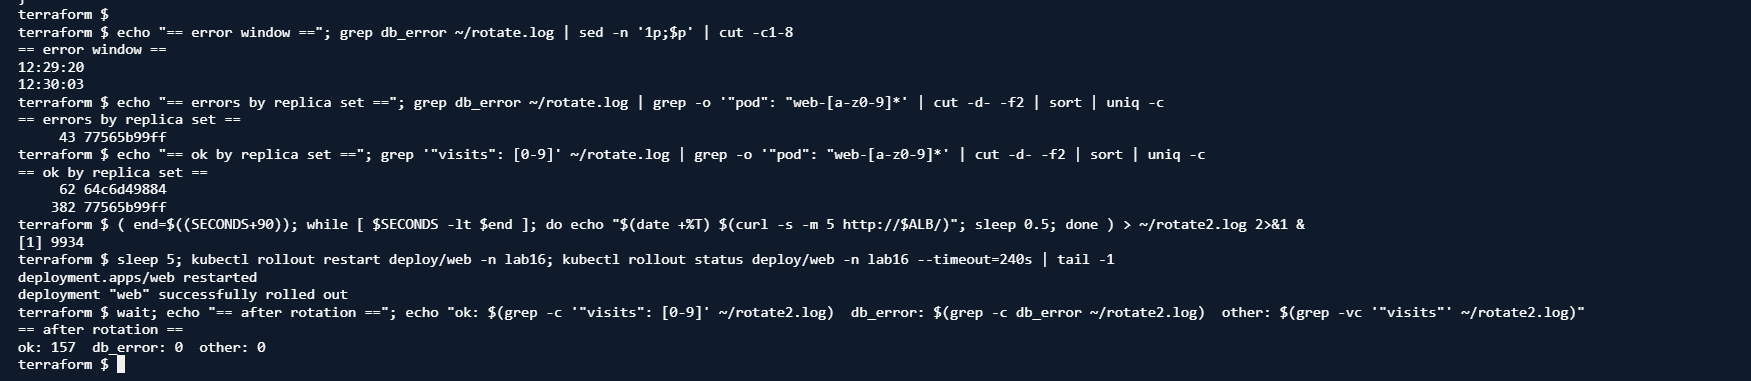 }
terraform $
terraform $ echo "== error window =="; grep db_error ~/rotate.log | sed -n '1p;$p' | cut -c1-8
== error window ==
12:29:20
12:30:03
terraform $ echo "== errors by replica set =="; grep db_error ~/rotate.log | grep -o '"pod": "web-[a-z0-9]*' | cut -d- -f2 | sort | uniq -c
== errors by replica set ==
     43 77565b99ff
terraform $ echo "== ok by replica set =="; grep '"visits": [0-9]' ~/rotate.log | grep -o '"pod": "web-[a-z0-9]*' | cut -d- -f2 | sort | uniq -c
== ok by replica set ==
     62 64c6d49884
    382 77565b99ff
terraform $ ( end=$((SECONDS+90)); while [ $SECONDS -lt $end ]; do echo "$(date +%T) $(curl -s -m 5 http://$ALB/)"; sleep 0.5; done ) > ~/rotate2.log 2>&1 &
[1] 9934
terraform $ sleep 5; kubectl rollout restart deploy/web -n lab16; kubectl rollout status deploy/web -n lab16 --timeout=240s | tail -1
deployment.apps/web restarted
deployment "web" successfully rolled out
terraform $ wait; echo "== after rotation =="; echo "ok: $(grep -c '"visits": [0-9]' ~/rotate2.log)  db_error: $(grep -c db_error ~/rotate2.log)  other: $(grep -vc '"visits"' ~/rotate2.log)"
== after rotation ==
ok: 157  db_error: 0  other: 0
terraform $